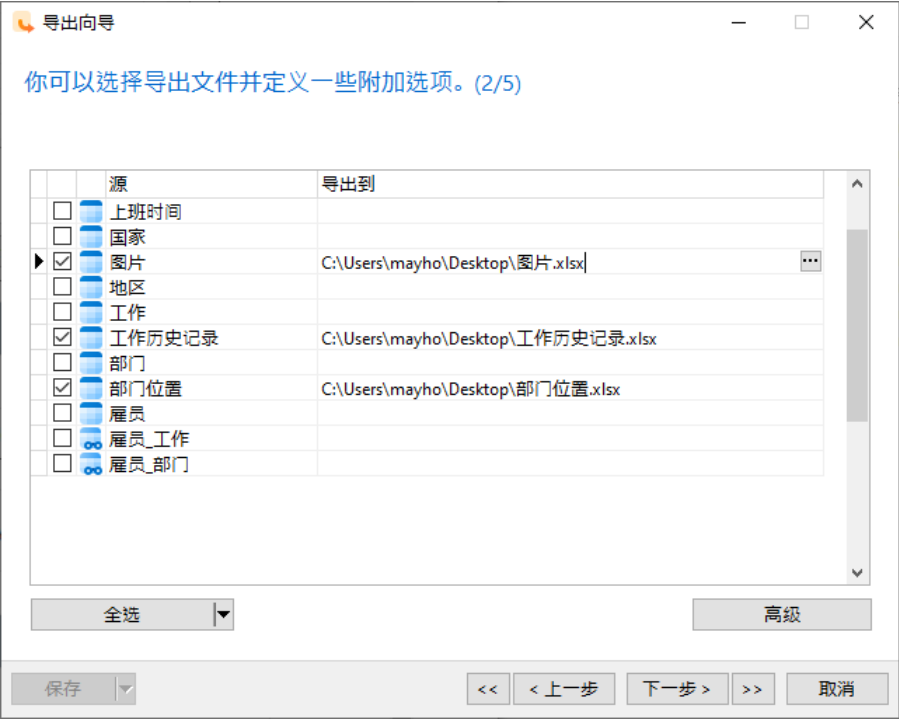 导出向导
你可以选择导出文件并定义一些附加选项。(2/5)
源 导出到
上班时间
国家
图片 C:\Users\mayho\Desktop\图片.xlsx
地区
工作
工作历史记录 C:\Users\mayho\Desktop\工作历史记录.xlsx
部门
部门位置 C:\Users\mayho\Desktop\部门位置.xlsx
雇员
雇员_工作
雇员_部门
全选 高级
保存 << < 上一步 下一步 > >> 取消